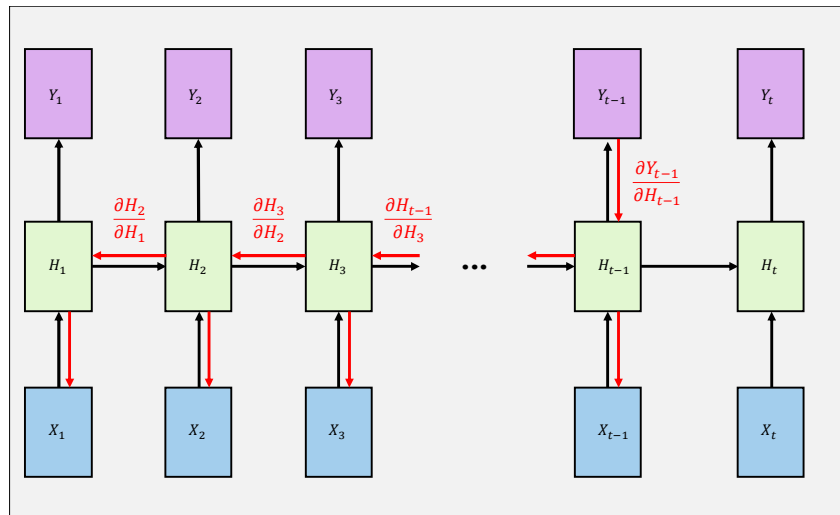 Y₁ Y₂ Y₃ Yₜ₋₁ Yₜ
∂Yₜ₋₁
∂Hₜ₋₁
∂H₂ ∂H₃ ∂Hₜ₋₁
∂H₁ ∂H₂ ∂H₃
H₁ H₂ H₃ ... Hₜ₋₁ Hₜ
X₁ X₂ X₃ Xₜ₋₁ Xₜ